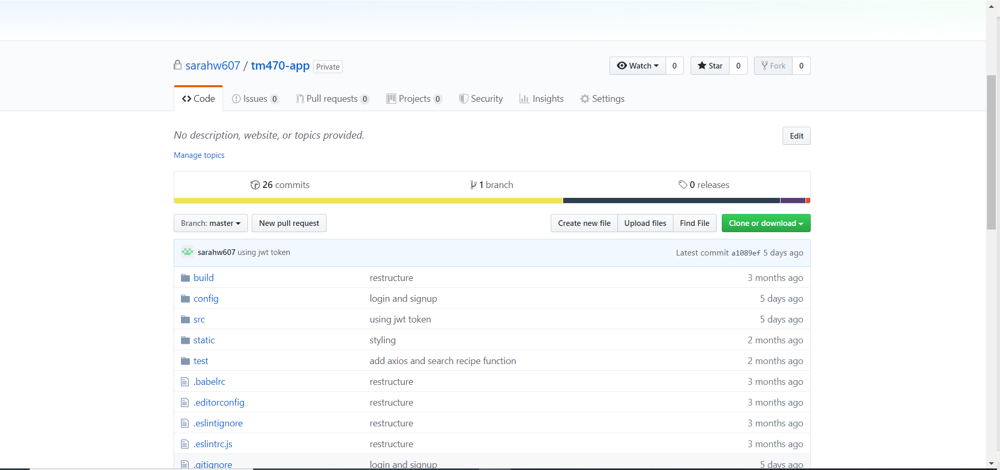 sarahw607 / tm470-app Private Watch 0 Star 0 Fork 0
Code Issues 0 Pull requests 0 Projects 0 Security Insights Settings
No description, website, or topics provided. Edit
Manage topics
26 commits 1 branch 0 releases
Branch: master New pull request Create new file Upload files Find File Clone or download
sarahw607 using jwt token Latest commit a1089ef 5 days ago
build restructure 3 months ago
config login and signup 5 days ago
src using jwt token 5 days ago
static styling 2 months ago
test add axios and search recipe function 2 months ago
.babelrc restructure 3 months ago
.editorconfig restructure 3 months ago
.eslintignore restructure 3 months ago
.eslintrc.js restructure 3 months ago
.gitignore login and signup 5 days ago